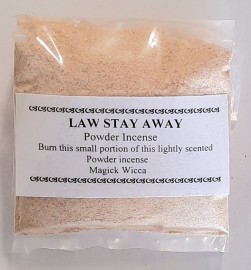 LAW STAY AWAY
Powder Incense
Burn this small portion of this lightly scented
Powder incense
Magick Wicca